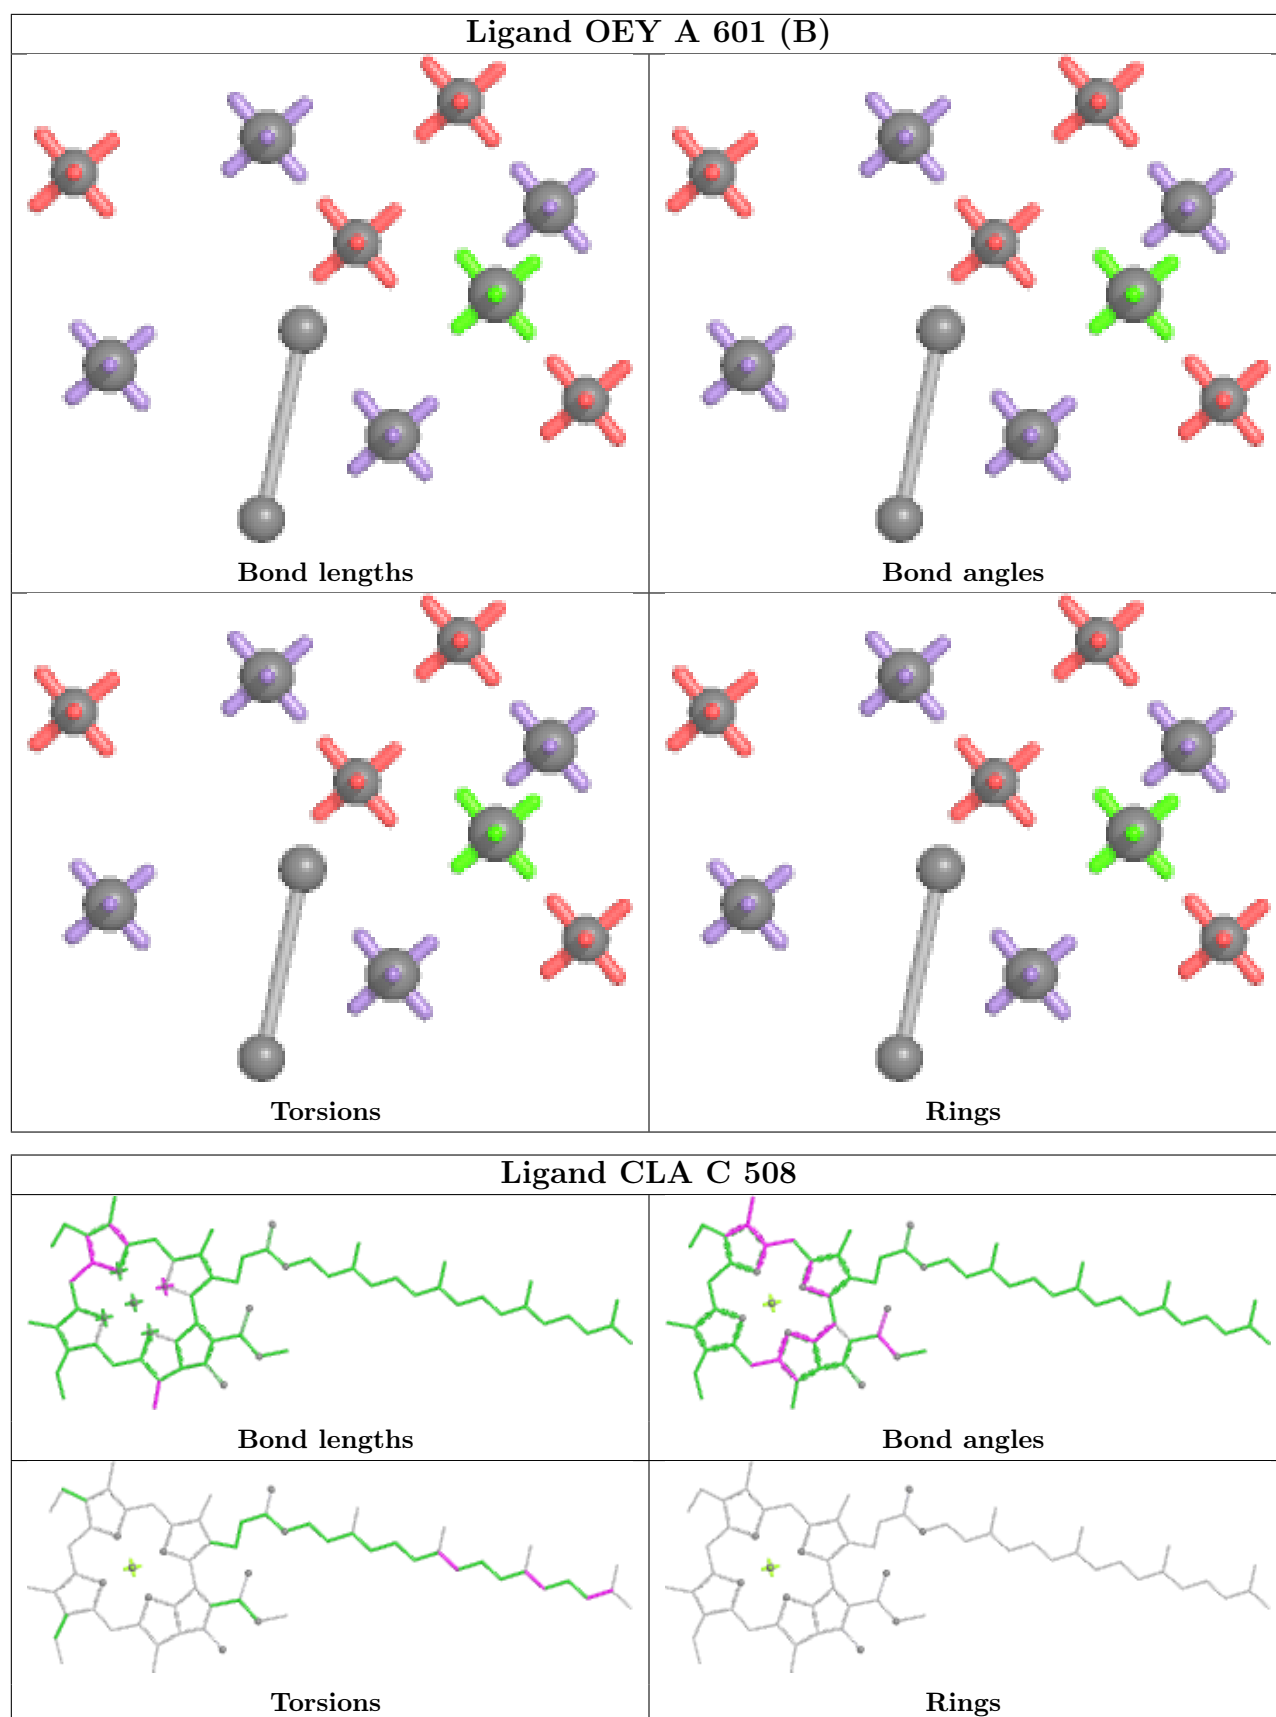 Ligand OEY A 601 (B)
Bond lengths
Bond angles
Torsions
Rings
Ligand CLA C 508
Bond lengths
Bond angles
Torsions
Rings